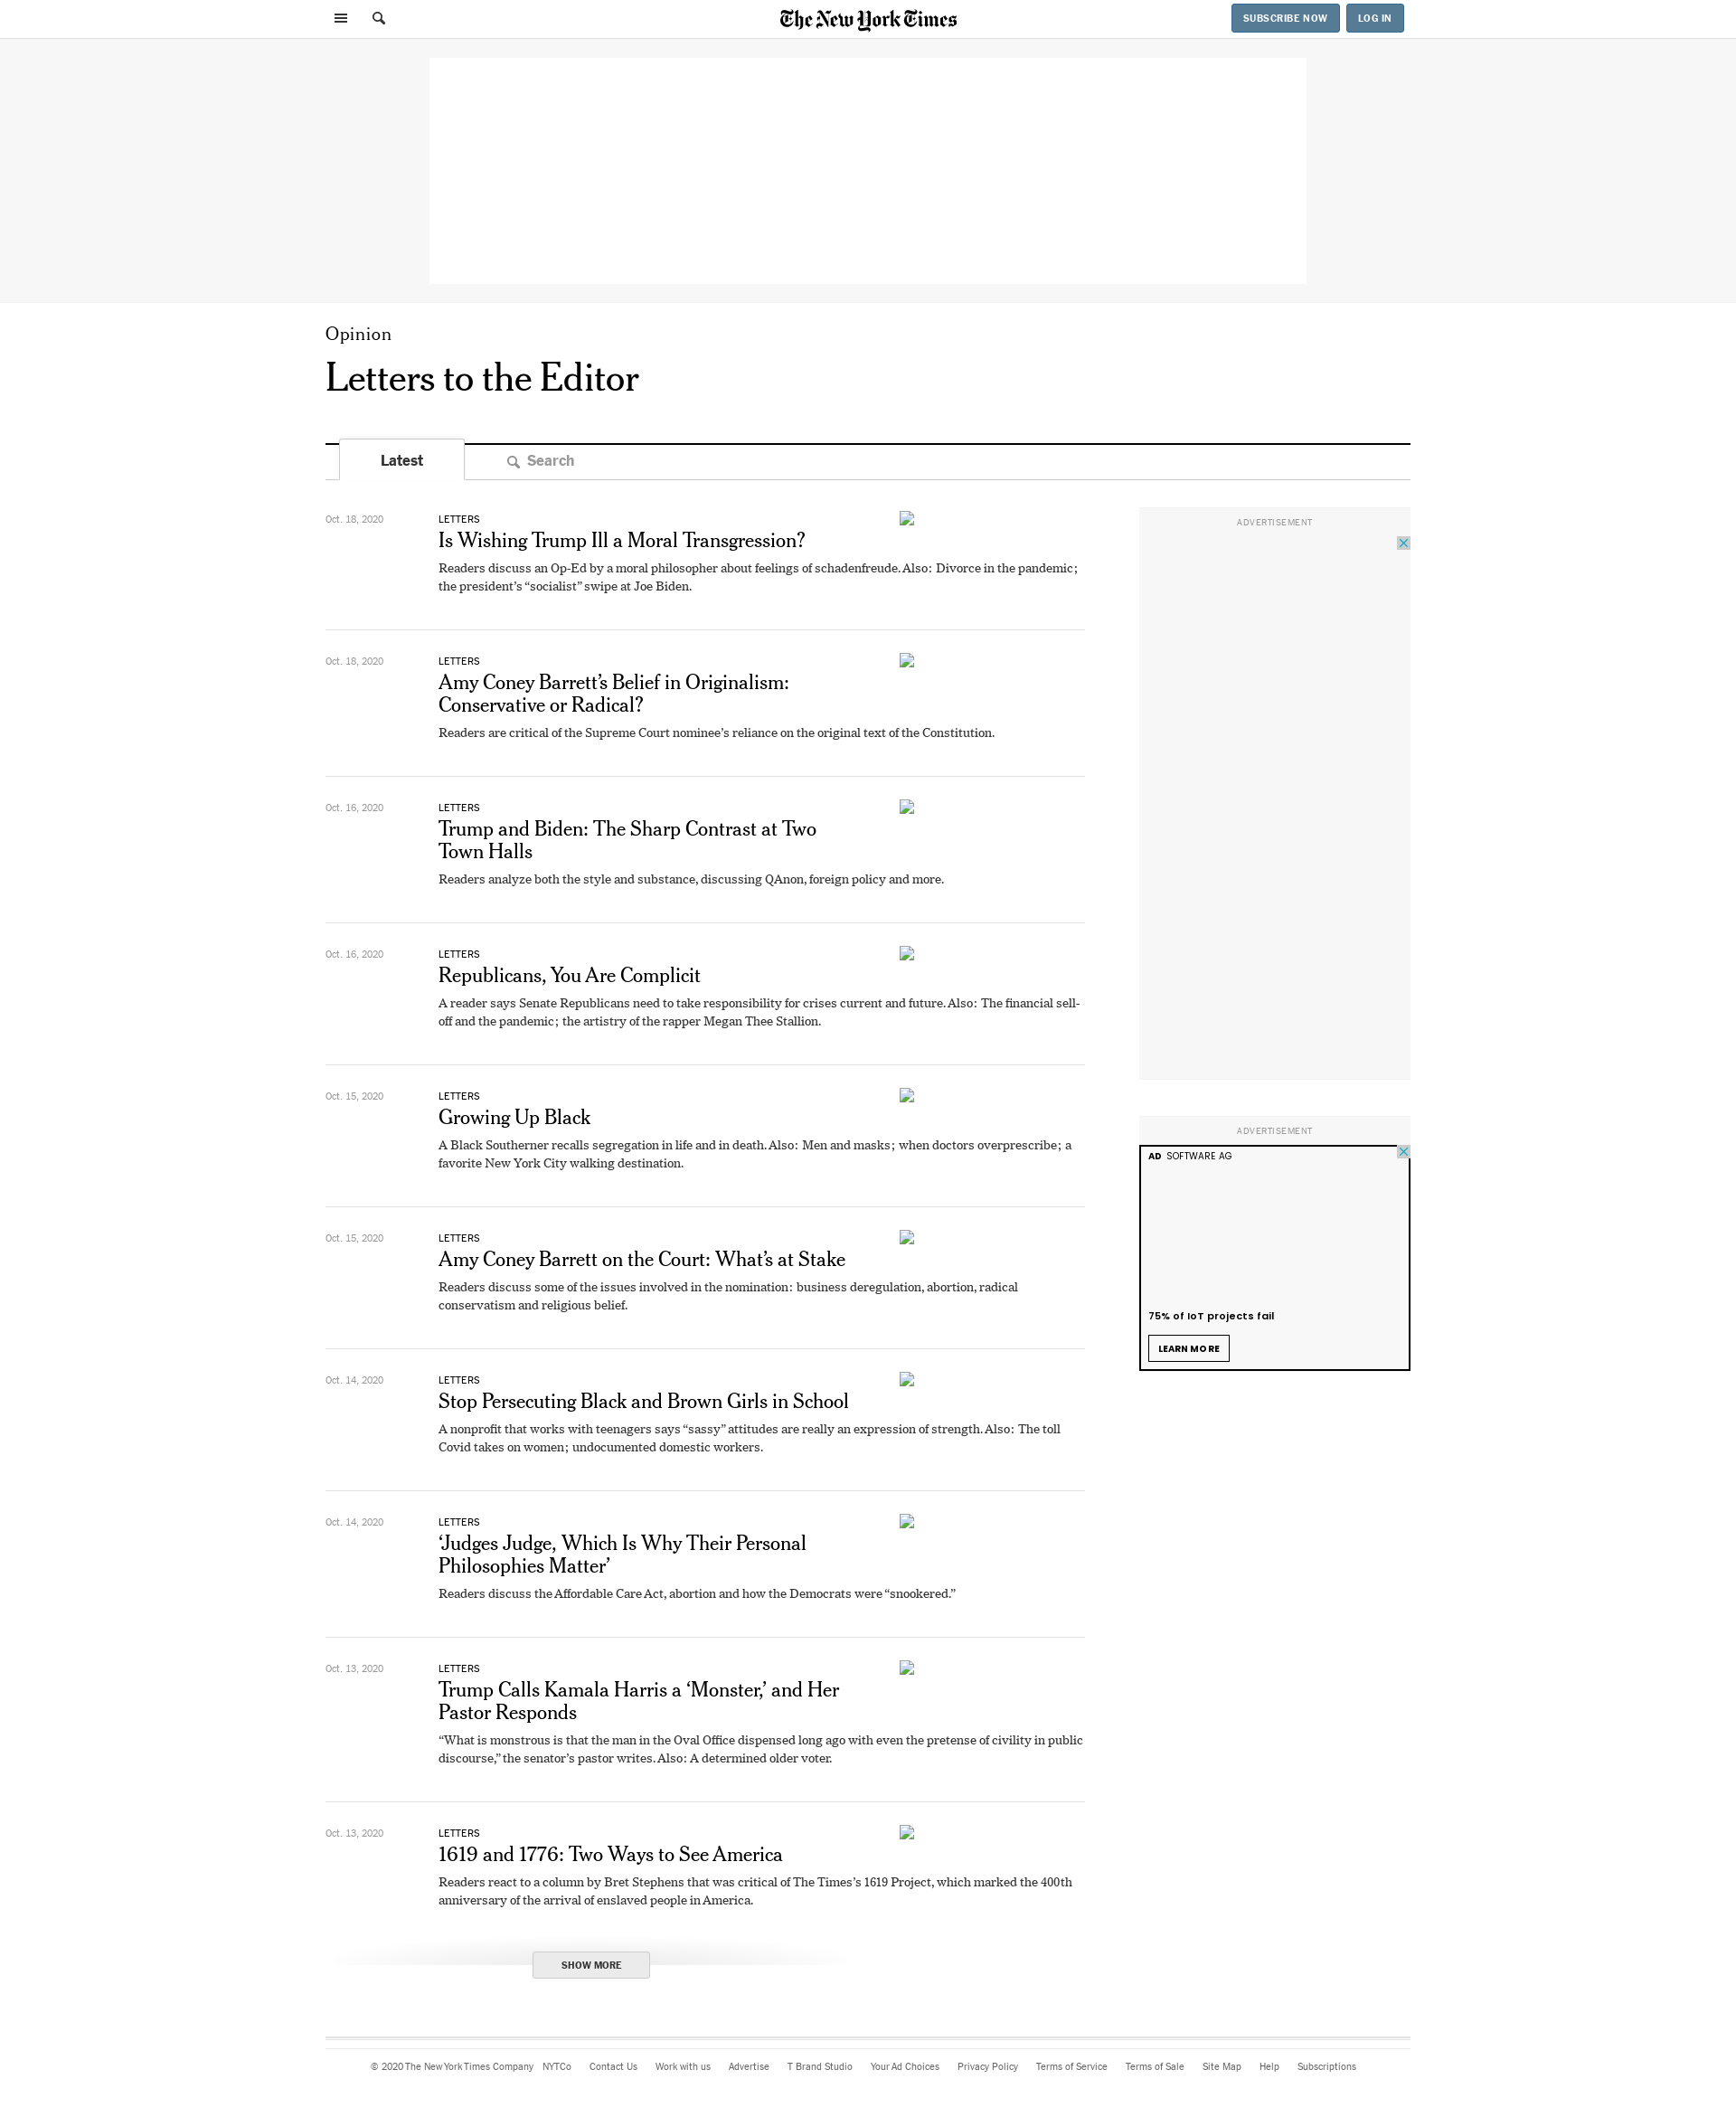 The New York Times
SUBSCRIBE NOW
LOG IN
Opinion
Letters to the Editor
Latest
Search
Oct. 18, 2020
LETTERS
Is Wishing Trump Ill a Moral Transgression?
Readers discuss an Op-Ed by a moral philosopher about feelings of schadenfreude. Also: Divorce in the pandemic;
the president’s “socialist” swipe at Joe Biden.
Oct. 18, 2020
LETTERS
Amy Coney Barrett’s Belief in Originalism:
Conservative or Radical?
Readers are critical of the Supreme Court nominee’s reliance on the original text of the Constitution.
Oct. 16, 2020
LETTERS
Trump and Biden: The Sharp Contrast at Two
Town Halls
Readers analyze both the style and substance, discussing QAnon, foreign policy and more.
Oct. 16, 2020
LETTERS
Republicans, You Are Complicit
A reader says Senate Republicans need to take responsibility for crises current and future. Also: The financial sell-
off and the pandemic; the artistry of the rapper Megan Thee Stallion.
Oct. 15, 2020
LETTERS
Growing Up Black
A Black Southerner recalls segregation in life and in death. Also: Men and masks; when doctors overprescribe; a
favorite New York City walking destination.
Oct. 15, 2020
LETTERS
Amy Coney Barrett on the Court: What’s at Stake
Readers discuss some of the issues involved in the nomination: business deregulation, abortion, radical
conservatism and religious belief.
Oct. 14, 2020
LETTERS
Stop Persecuting Black and Brown Girls in School
A nonprofit that works with teenagers says “sassy” attitudes are really an expression of strength. Also: The toll
Covid takes on women; undocumented domestic workers.
Oct. 14, 2020
LETTERS
‘Judges Judge, Which Is Why Their Personal
Philosophies Matter’
Readers discuss the Affordable Care Act, abortion and how the Democrats were “snookered.”
Oct. 13, 2020
LETTERS
Trump Calls Kamala Harris a ‘Monster,’ and Her
Pastor Responds
“What is monstrous is that the man in the Oval Office dispensed long ago with even the pretense of civility in public
discourse,” the senator’s pastor writes. Also: A determined older voter.
Oct. 13, 2020
LETTERS
1619 and 1776: Two Ways to See America
Readers react to a column by Bret Stephens that was critical of The Times’s 1619 Project, which marked the 400th
anniversary of the arrival of enslaved people in America.
SHOW MORE
ADVERTISEMENT
ADVERTISEMENT
AD SOFTWARE AG
75% of IoT projects fail
LEARN MORE
© 2020 The New York Times Company NYTCo Contact Us Work with us Advertise T Brand Studio Your Ad Choices Privacy Policy Terms of Service Terms of Sale Site Map Help Subscriptions